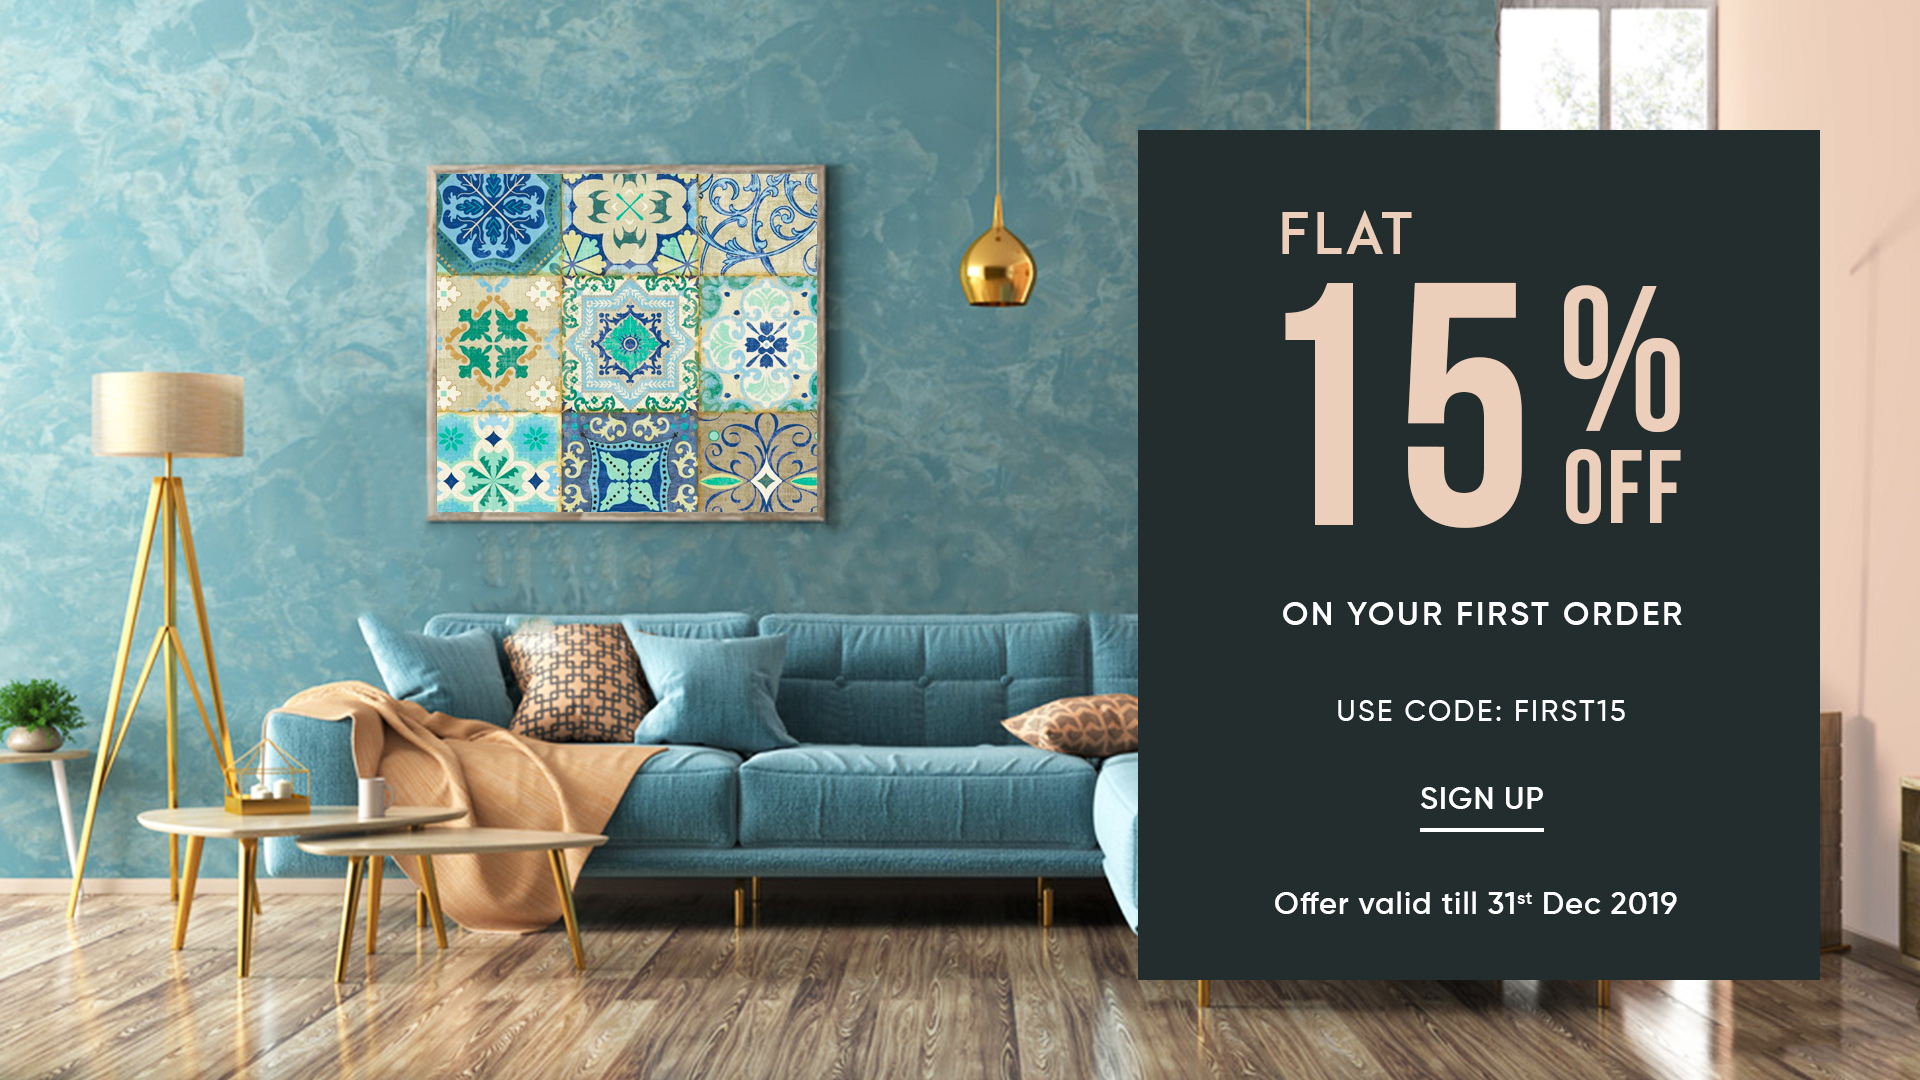 FLAT
15% OFF
ON YOUR FIRST ORDER
USE CODE: FIRST15
SIGN UP
Offer valid till 31st Dec 2019